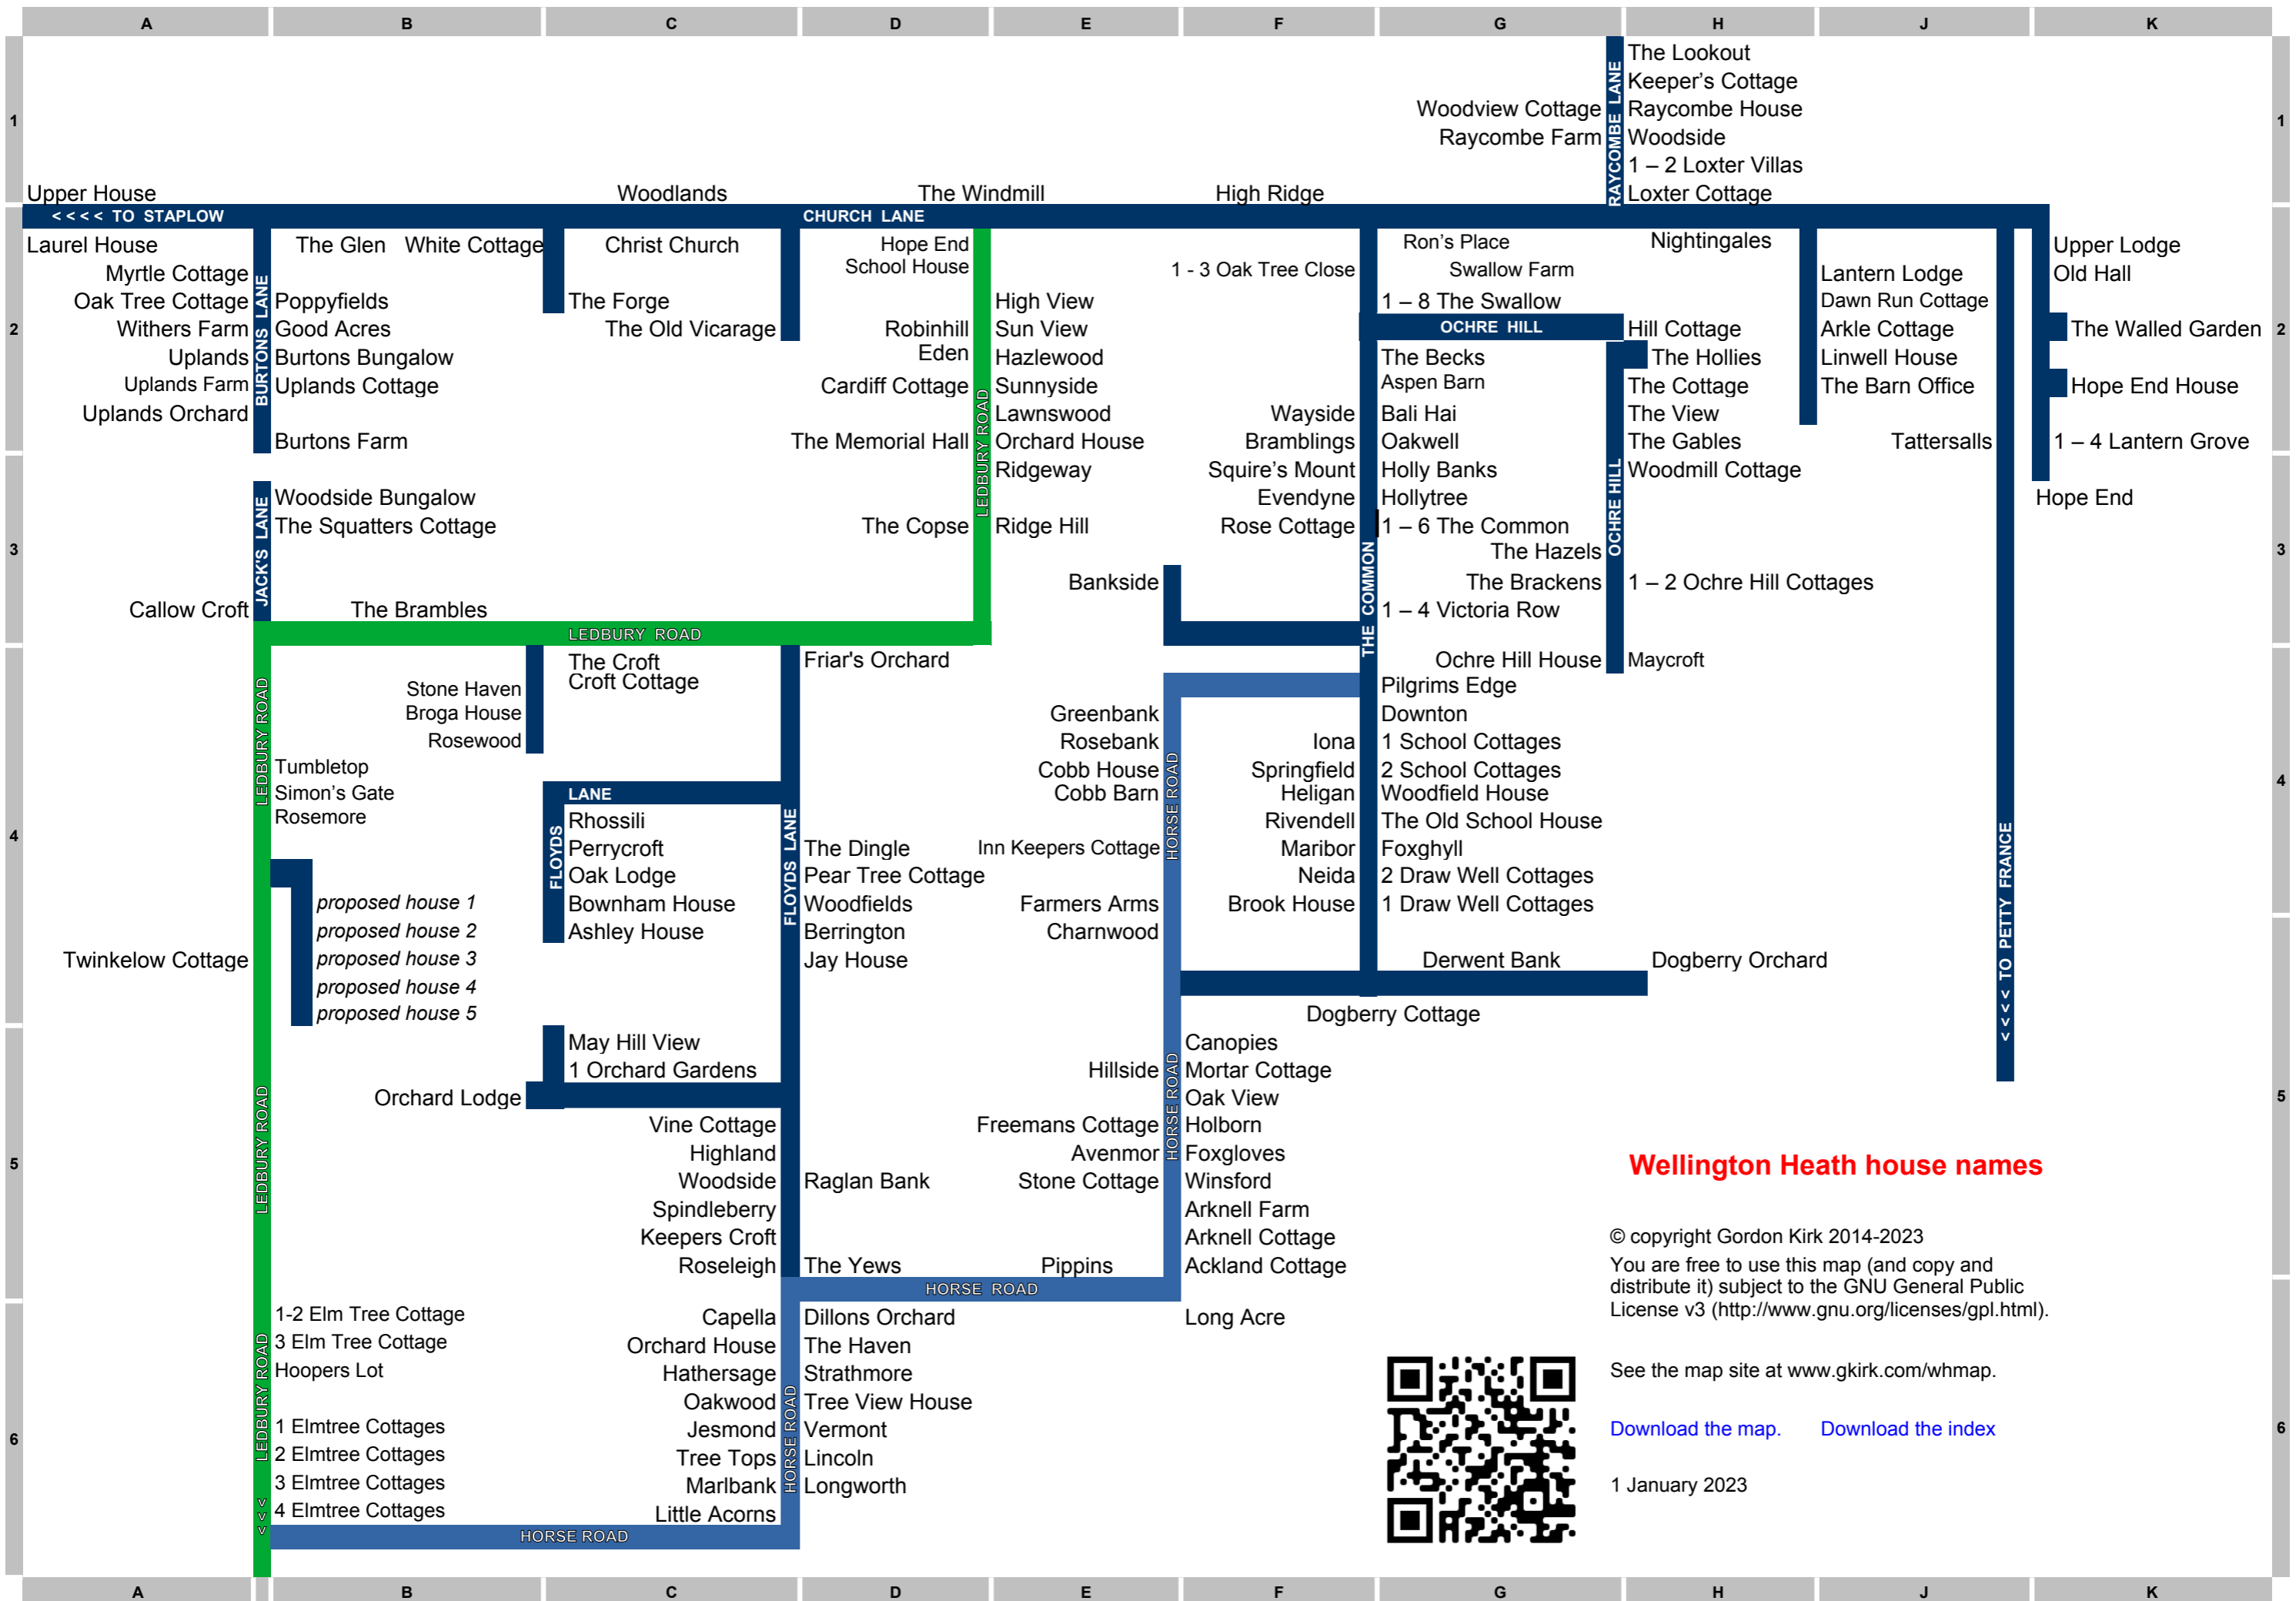 A B C D E F G H J K
1 1
2 2
3 3
4 4
5 5
5
6 6
A B C D E F G H J K
The Lookout
Keeper's Cottage
Woodview Cottage Raycombe House
Raycombe Farm Woodside
1 – 2 Loxter Villas
Loxter Cottage
RAYCOMBE LANE
Upper House Woodlands The Windmill High Ridge
< < < < TO STAPLOW CHURCH LANE
Laurel House
Myrtle Cottage
Oak Tree Cottage
Withers Farm
Uplands
Uplands Farm
Uplands Orchard
BURTONS LANE
The Glen White Cottage
Poppyfields
Good Acres
Burtons Bungalow
Uplands Cottage
Burtons Farm
Christ Church
The Forge
The Old Vicarage
Hope End
School House
Robinhill
Eden
Cardiff Cottage
The Memorial Hall
The Copse
LEDBURY ROAD
LEDBURY ROAD
High View
Sun View
Hazlewood
Sunnyside
Lawnswood
Orchard House
Ridgeway
Ridge Hill
1 - 3 Oak Tree Close
Wayside
Bramblings
Squire's Mount
Evendyne
Rose Cottage
Bankside
THE COMMON
Ron's Place
Swallow Farm
1 – 8 The Swallow
OCHRE HILL
The Becks
Aspen Barn
Bali Hai
Oakwell
Holly Banks
Hollytree
1 – 6 The Common
The Hazels
The Brackens
1 – 4 Victoria Row
Ochre Hill House
OCHRE HILL
Nightingales
Hill Cottage
The Hollies
The Cottage
The View
The Gables
Woodmill Cottage
1 – 2 Ochre Hill Cottages
Maycroft
Lantern Lodge
Dawn Run Cottage
Arkle Cottage
Linwell House
The Barn Office
Tattersalls
< < < < TO PETTY FRANCE
Upper Lodge
Old Hall
The Walled Garden
Hope End House
1 – 4 Lantern Grove
Hope End
JACK'S LANE
Woodside Bungalow
The Squatters Cottage
Callow Croft
The Brambles
LEDBURY ROAD
LEDBURY ROAD
The Croft
Croft Cottage
Stone Haven
Broga House
Rosewood
Tumbletop
Simon's Gate
Rosemore
proposed house 1
proposed house 2
proposed house 3
proposed house 4
proposed house 5
Twinkelow Cottage
LEDBURY ROAD
Friar's Orchard
LANE
FLOYDS
Rhossili
Perrycroft
Oak Lodge
Bownham House
Ashley House
FLOYDS LANE
The Dingle
Pear Tree Cottage
Woodfields
Berrington
Jay House
May Hill View
1 Orchard Gardens
Orchard Lodge
Vine Cottage
Highland
Woodside
Spindleberry
Keepers Croft
Roseleigh
Raglan Bank
The Yews
Greenbank
Rosebank
Cobb House
Cobb Barn
Inn Keepers Cottage
Farmers Arms
Charnwood
HORSE ROAD
Hillside
Freemans Cottage
Avenmor
Stone Cottage
Pippins
HORSE ROAD
HORSE ROAD
Iona
Springfield
Heligan
Rivendell
Maribor
Neida
Brook House
Pilgrims Edge
Downton
1 School Cottages
2 School Cottages
Woodfield House
The Old School House
Foxghyll
2 Draw Well Cottages
1 Draw Well Cottages
Derwent Bank Dogberry Orchard
Dogberry Cottage
Canopies
Mortar Cottage
Oak View
Holborn
Foxgloves
Winsford
Arknell Farm
Arknell Cottage
Ackland Cottage
Long Acre
1-2 Elm Tree Cottage
3 Elm Tree Cottage
Hoopers Lot
1 Elmtree Cottages
2 Elmtree Cottages
3 Elmtree Cottages
4 Elmtree Cottages
LEDBURY ROAD
< < <
Capella
Orchard House
Hathersage
Oakwood
Jesmond
Tree Tops
Marlbank
Little Acorns
HORSE ROAD
HORSE ROAD
Dillons Orchard
The Haven
Strathmore
Tree View House
Vermont
Lincoln
Longworth
Wellington Heath house names
© copyright Gordon Kirk 2014-2023
You are free to use this map (and copy and
distribute it) subject to the GNU General Public
License v3 (http://www.gnu.org/licenses/gpl.html).
See the map site at www.gkirk.com/whmap.
Download the map. Download the index
1 January 2023